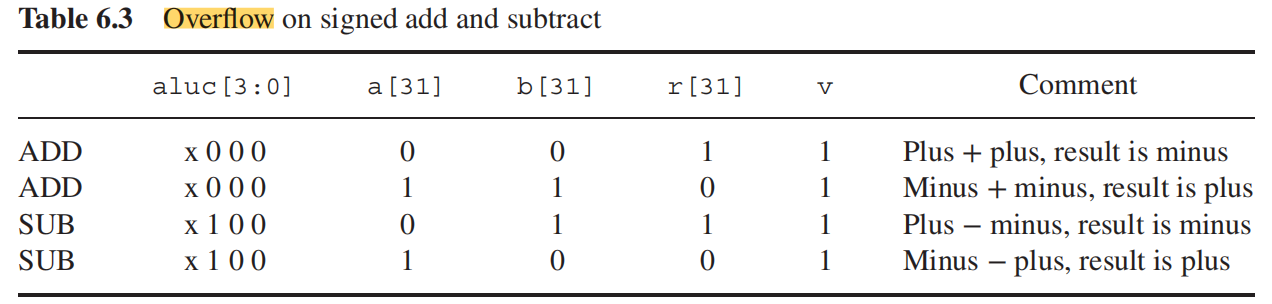 Table 6.3 Overflow on signed add and subtract
aluc[3:0] a[31] b[31] r[31] v Comment
ADD x 0 0 0 0 0 1 1 Plus + plus, result is minus
ADD x 0 0 0 1 1 0 1 Minus + minus, result is plus
SUB x 1 0 0 0 1 1 1 Plus − minus, result is minus
SUB x 1 0 0 1 0 0 1 Minus − plus, result is plus